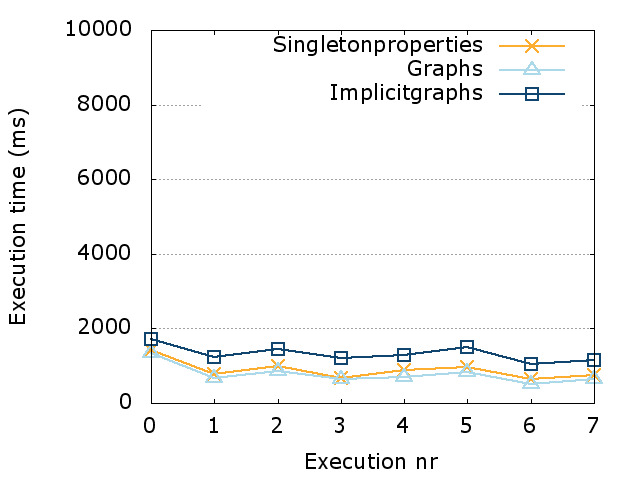 10000
Singletonproperties
Graphs
Implicitgraphs
8000
6000
4000
2000
0
Execution time (ms)
0 1 2 3 4 5 6 7
Execution nr